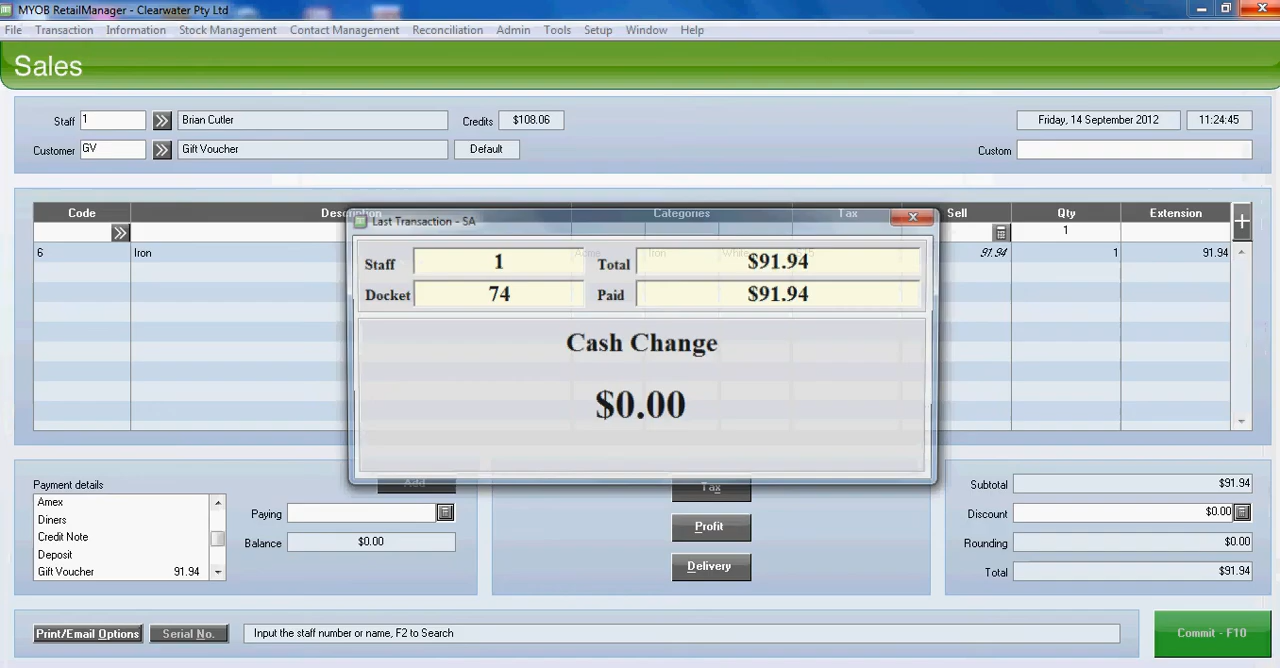 MYOB RetailManager - Clearwater Pty Ltd
File Transaction Information Stock Management Contact Management Reconciliation Admin Tools Setup Window Help
Sales
Staff 1 Brian Cutler Credits $108.06 Friday, 14 September 2012 11:24:45
Customer GV Gift Voucher Default Custom
Code Description Categories Tax Sell Qty Extension
1
6 Iron Acme Iron White 91.94 1 91.94
Last Transaction - SA
Staff 1 Total $91.94
Docket 74 Paid $91.94
Cash Change
$0.00
Payment details
Amex
Diners
Credit Note
Deposit
Gift Voucher 91.94
Add
Paying
Balance $0.00
Tax
Profit
Delivery
Subtotal $91.94
Discount $0.00
Rounding $0.00
Total $91.94
Print/Email Options Serial No. Input the staff number or name, F2 to Search Commit - F10